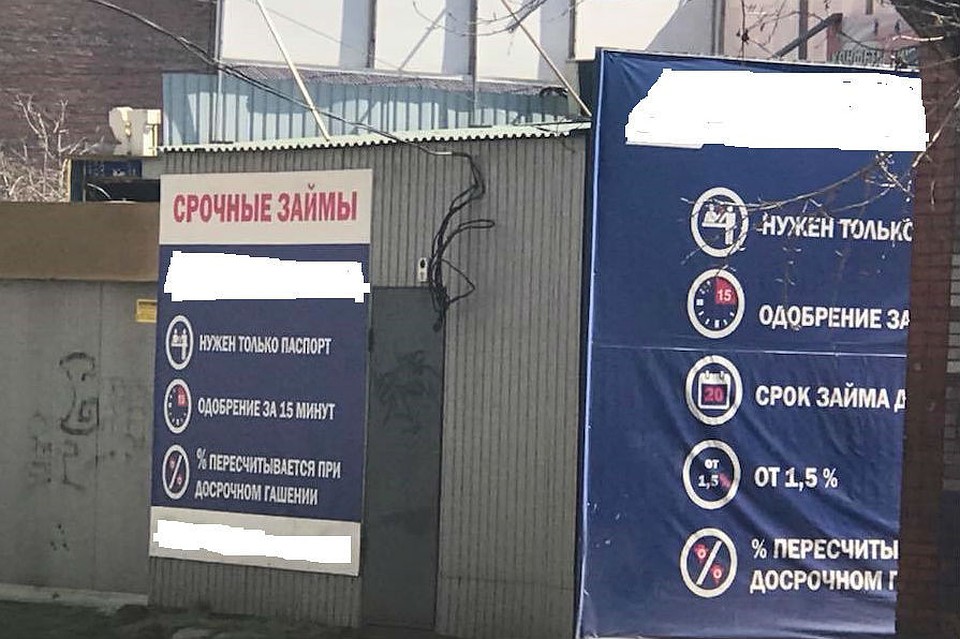 СРОЧНЫЕ ЗАЙМЫ
НУЖЕН ТОЛЬКО ПАСПОРТ
15
ОДОБРЕНИЕ ЗА 15 МИНУТ
% ПЕРЕСЧИТЫВАЕТСЯ ПРИ
ДОСРОЧНОМ ГАШЕНИИ
НУЖЕН ТОЛЬКО
15
ОДОБРЕНИЕ ЗА
20
СРОК ЗАЙМА Д
ОТ
1,5
ОТ 1,5 %
% ПЕРЕСЧИТЫ
ДОСРОЧНОМ Г